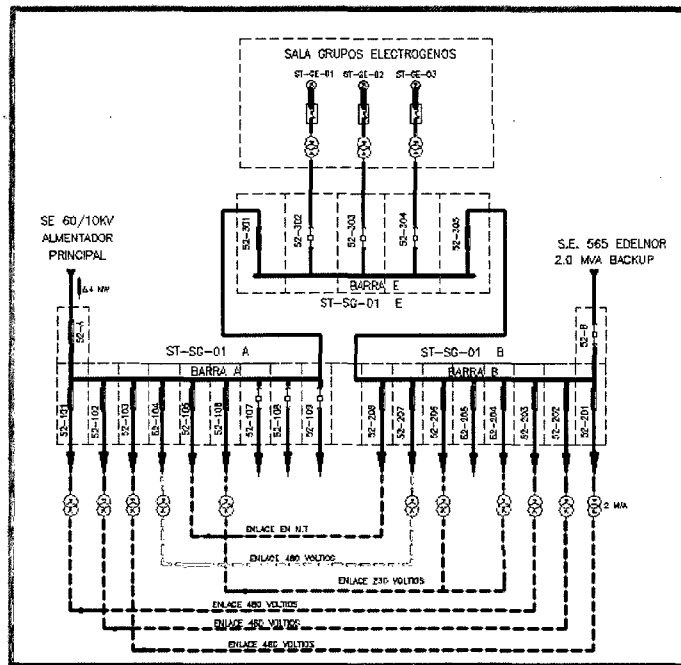 SALA GRUPOS ELECTROGENOS
ST-GE-01 ST-GE-02 ST-GE-03
52-301
52-302
52-303
52-304
52-305
SE 60/10KV
ALMENTADOR
PRINCIPAL
S.E. 565 EDELNOR
2.0 MVA BACKUP
BARRA E
ST-SG-01 E
52-A
52-B
ST-SG-01 A
ST-SG-01 B
BARRA A
BARRA B
52-101
52-102
52-103
52-104
52-105
52-106
52-107
52-108
52-109
52-208
52-207
52-206
52-205
52-204
52-203
52-202
52-201
ENLACE EN N.T
ENLACE 480 VOLTIOS
ENLACE 230 VOLTIOS
ENLACE 480 VOLTIOS
ENLACE 460 VOLTIOS
ENLACE 460 VOLTIOS